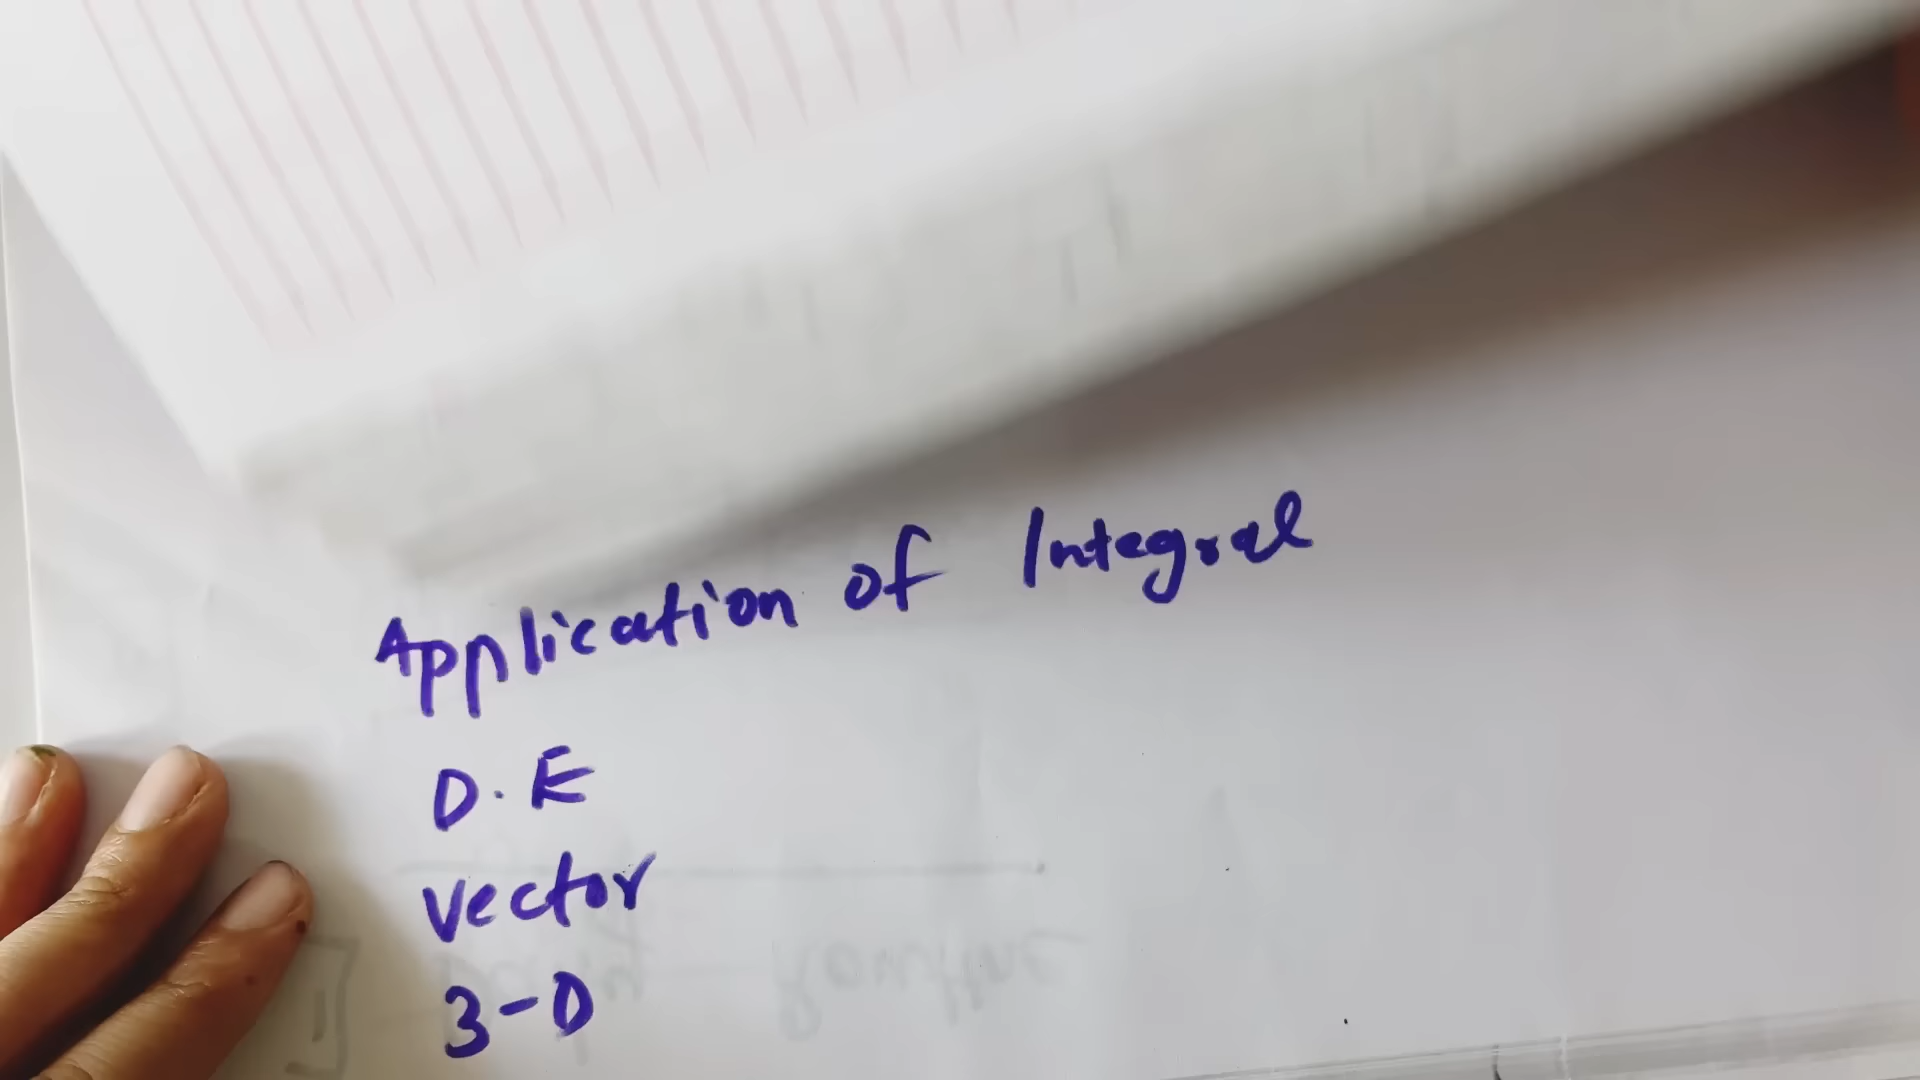 Application of Integral
D.E
Vector
3-D